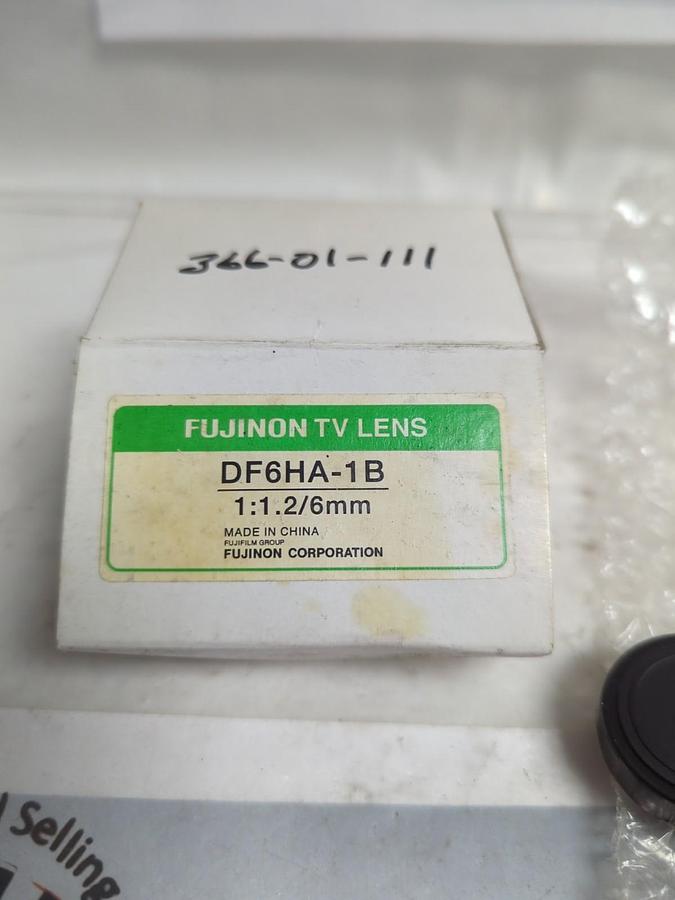 366-01-111
FUJINON TV LENS
DF6HA-1B
1:1.2/6mm
MADE IN CHINA
FUJIFILM GROUP
FUJINON CORPORATION
Selling